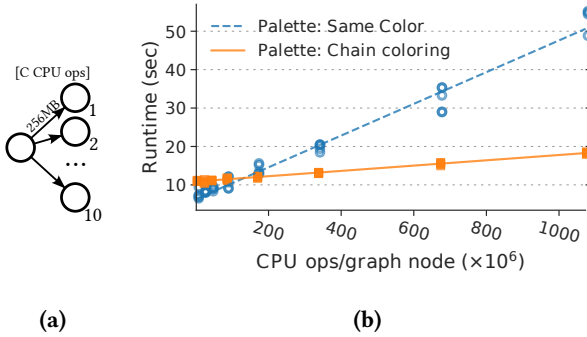 [C CPU ops]
256MB
1
2
...
10
Runtime (sec)
50
40
30
20
10
Palette: Same Color
Palette: Chain coloring
200
400
600
800
1000
CPU ops/graph node (×10⁶)
(a)
(b)